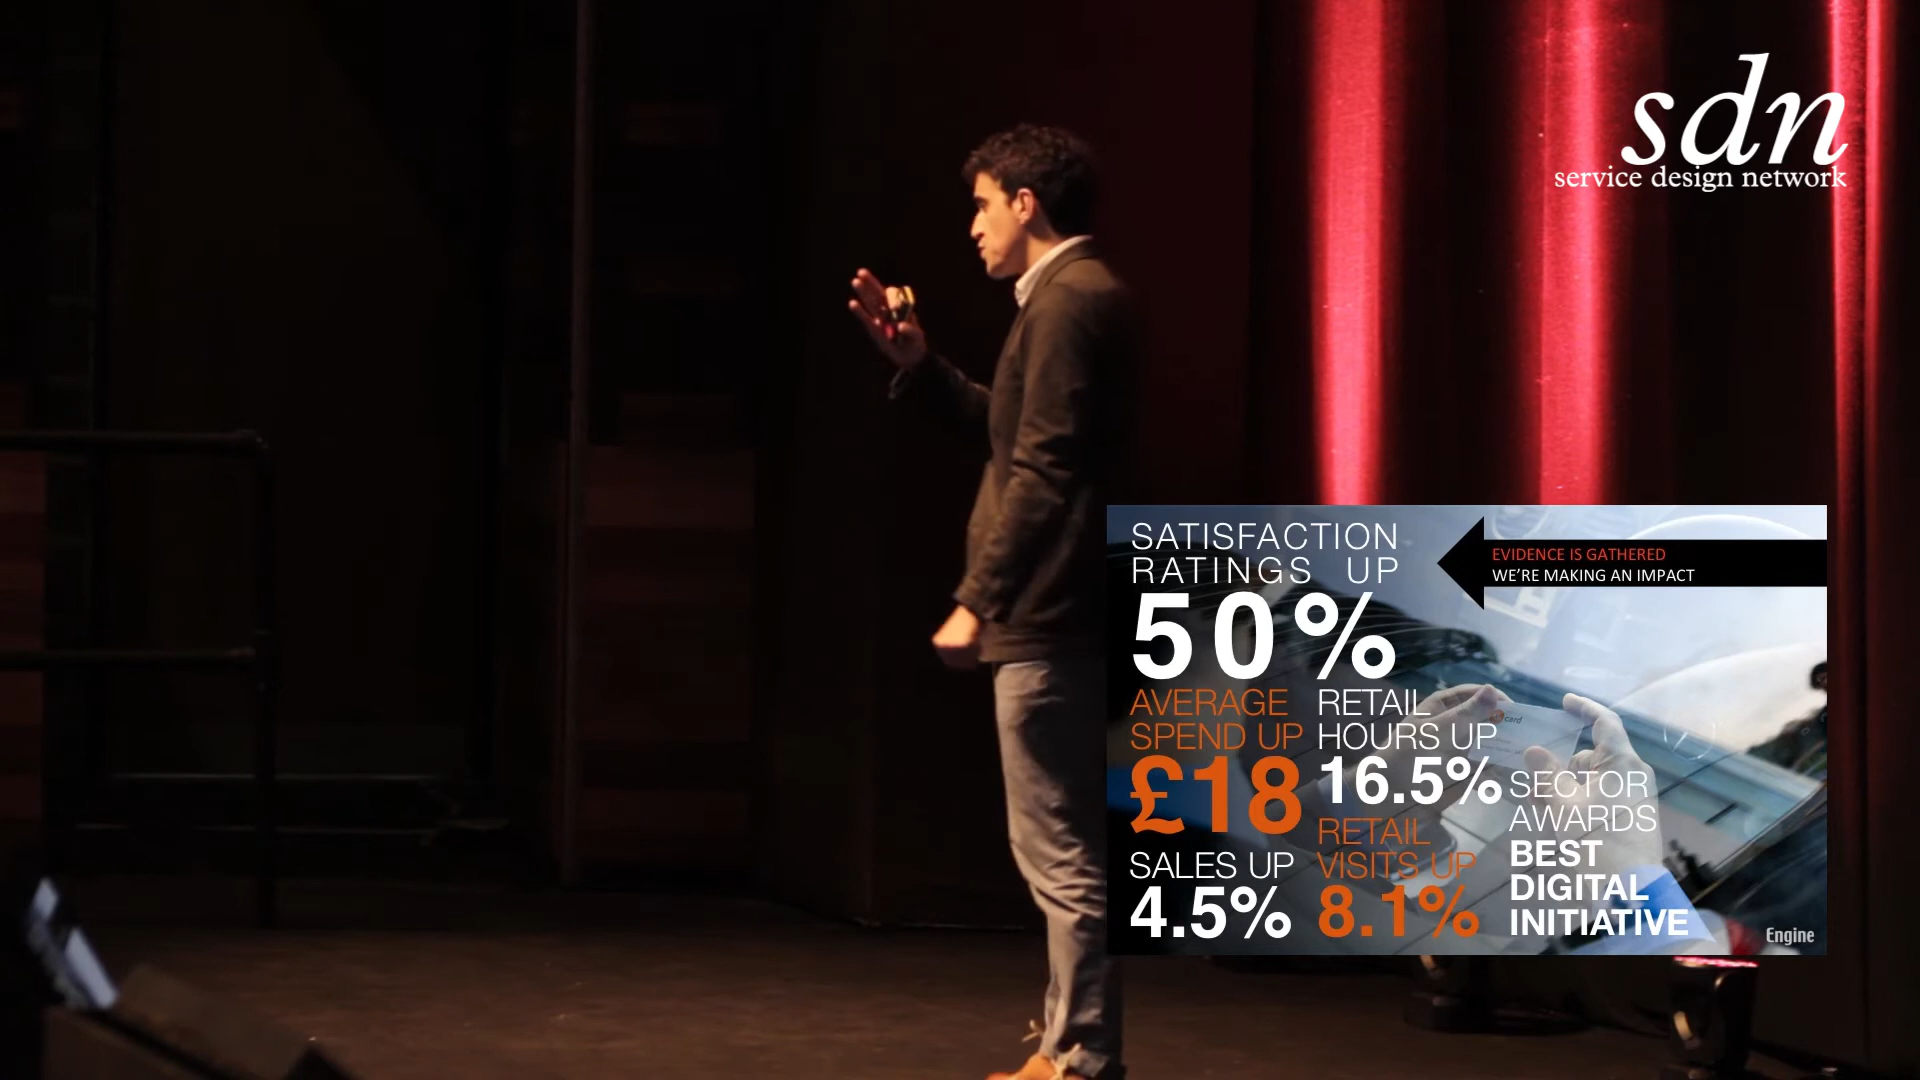 sdn
service design network
SATISFACTION
RATINGS UP
50%
EVIDENCE IS GATHERED
WE'RE MAKING AN IMPACT
AVERAGE
SPEND UP
£18
SALES UP
4.5%
RETAIL
HOURS UP
16.5%
RETAIL
VISITS UP
8.1%
SECTOR
AWARDS
BEST
DIGITAL
INITIATIVE
card
Engine